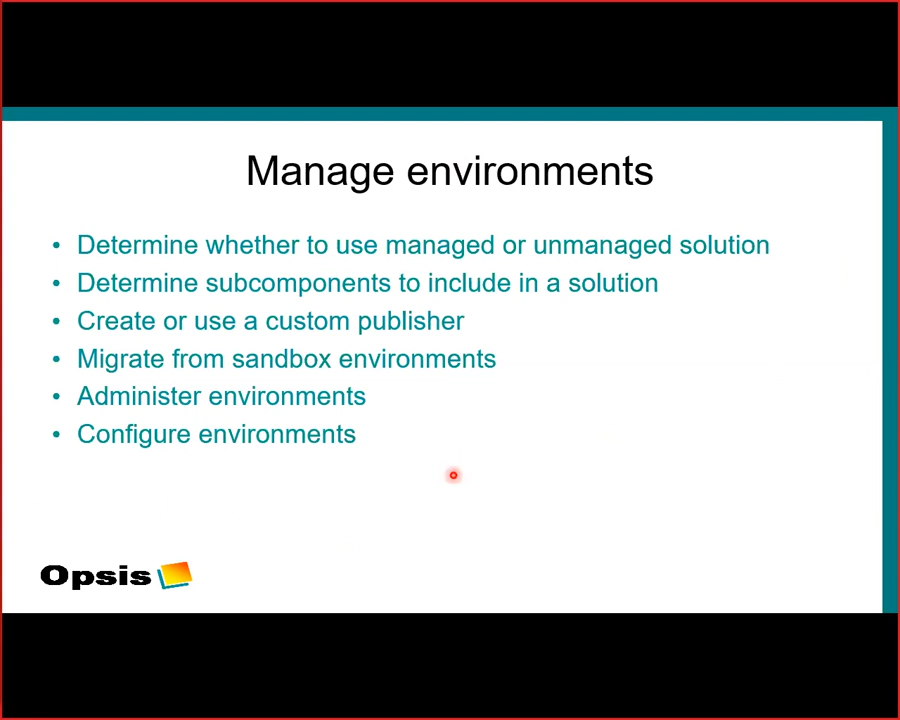 Manage environments
• Determine whether to use managed or unmanaged solution
• Determine subcomponents to include in a solution
• Create or use a custom publisher
• Migrate from sandbox environments
• Administer environments
• Configure environments
Opsis